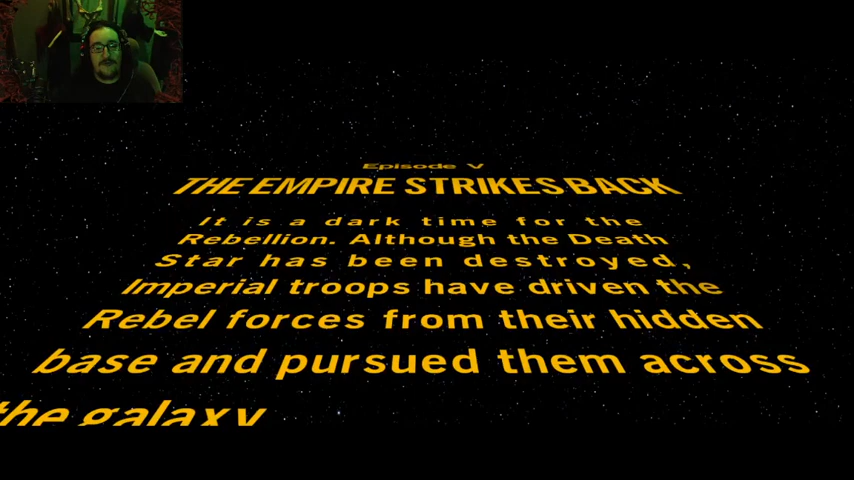 Episode V
THE EMPIRE STRIKES BACK
It is a dark time for the
Rebellion. Although the Death
Star has been destroyed,
Imperial troops have driven the
Rebel forces from their hidden
base and pursued them across
the galaxy